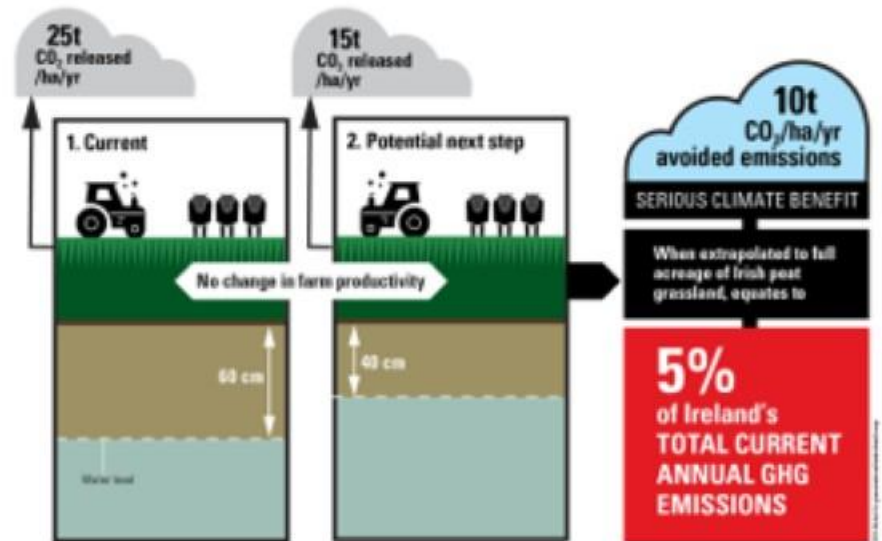 25t
CO₂ released
/ha/yr
15t
CO₂ released
/ha/yr
1. Current
2. Potential next step
No change in farm productivity
60 cm
40 cm
Water level
10t
CO₂/ha/yr
avoided emissions
SERIOUS CLIMATE BENEFIT
When extrapolated to full
acreage of Irish peat
grassland, equates to
5%
of Ireland's
TOTAL CURRENT
ANNUAL GHG
EMISSIONS